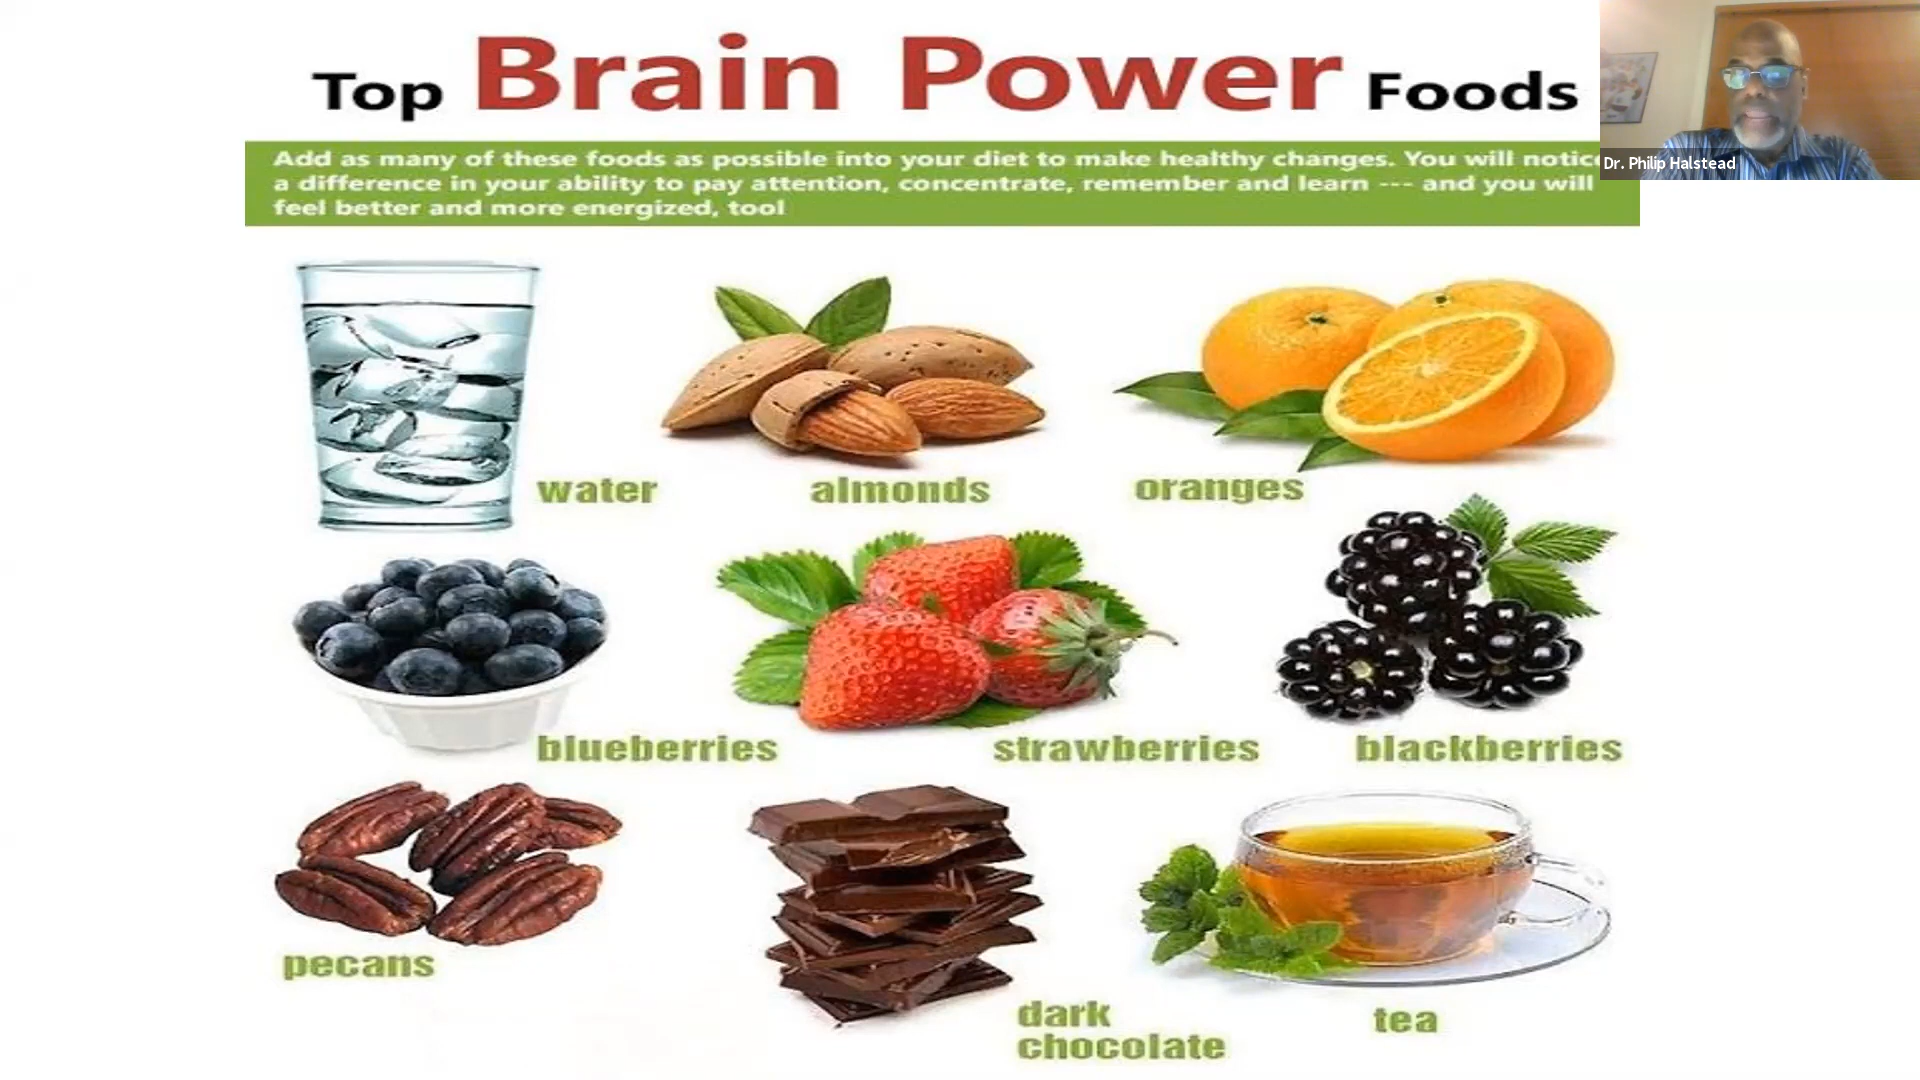 Top Brain Power Foods
Add as many of these foods as possible into your diet to make healthy changes. You will notice
a difference in your ability to pay attention, concentrate, remember and learn --- and you will
feel better and more energized, too!
Dr. Philip Halstead
water
almonds
oranges
blueberries
strawberries
blackberries
pecans
dark
chocolate
tea